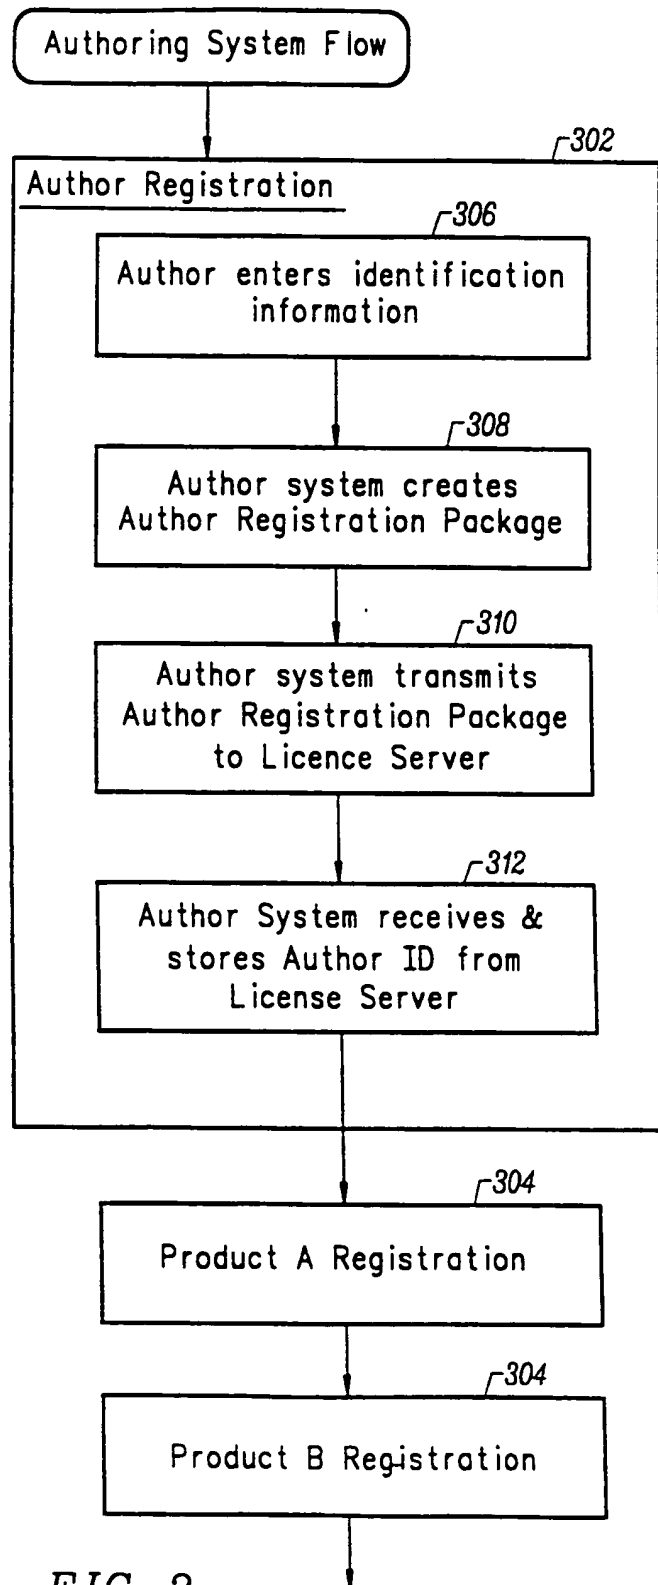 Authoring System Flow
302
Author Registration
306
Author enters identification
information
308
Author system creates
Author Registration Package
310
Author system transmits
Author Registration Package
to Licence Server
312
Author System receives &
stores Author ID from
License Server
304
Product A Registration
304
Product B Registration
FIG.